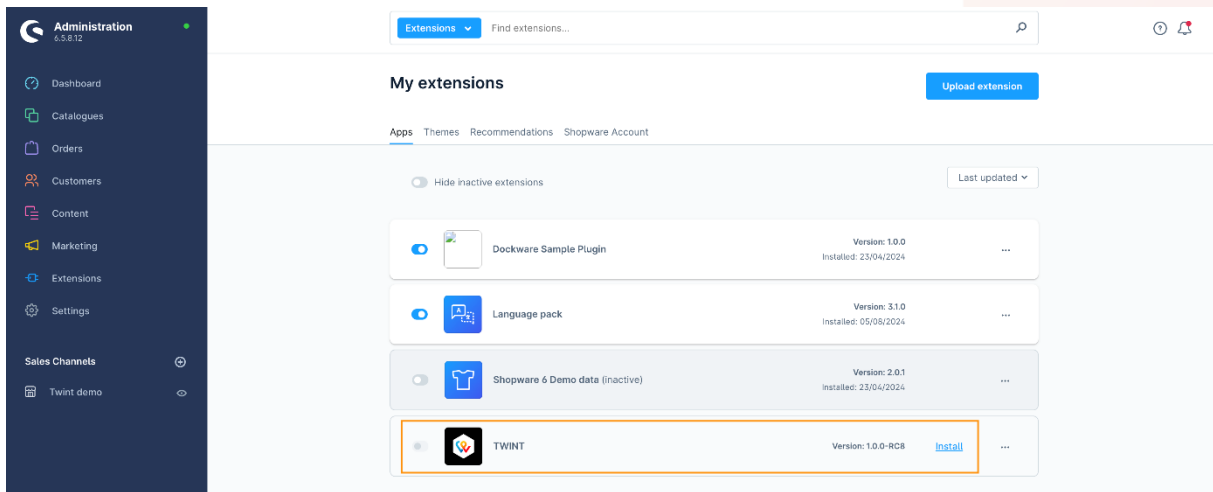 Administration
6.5.8.12
Extensions
Find extensions...
Dashboard
Catalogues
Orders
Customers
Content
Marketing
Extensions
Settings
Sales Channels
Twint demo
My extensions
Upload extension
Apps Themes Recommendations Shopware Account
Hide inactive extensions
Last updated
Dockware Sample Plugin
Version: 1.0.0
Installed: 23/04/2024
...
Language pack
Version: 3.1.0
Installed: 05/08/2024
...
Shopware 6 Demo data (inactive)
Version: 2.0.1
Installed: 23/04/2024
...
TWINT
Version: 1.0.0-RC8
Install
...